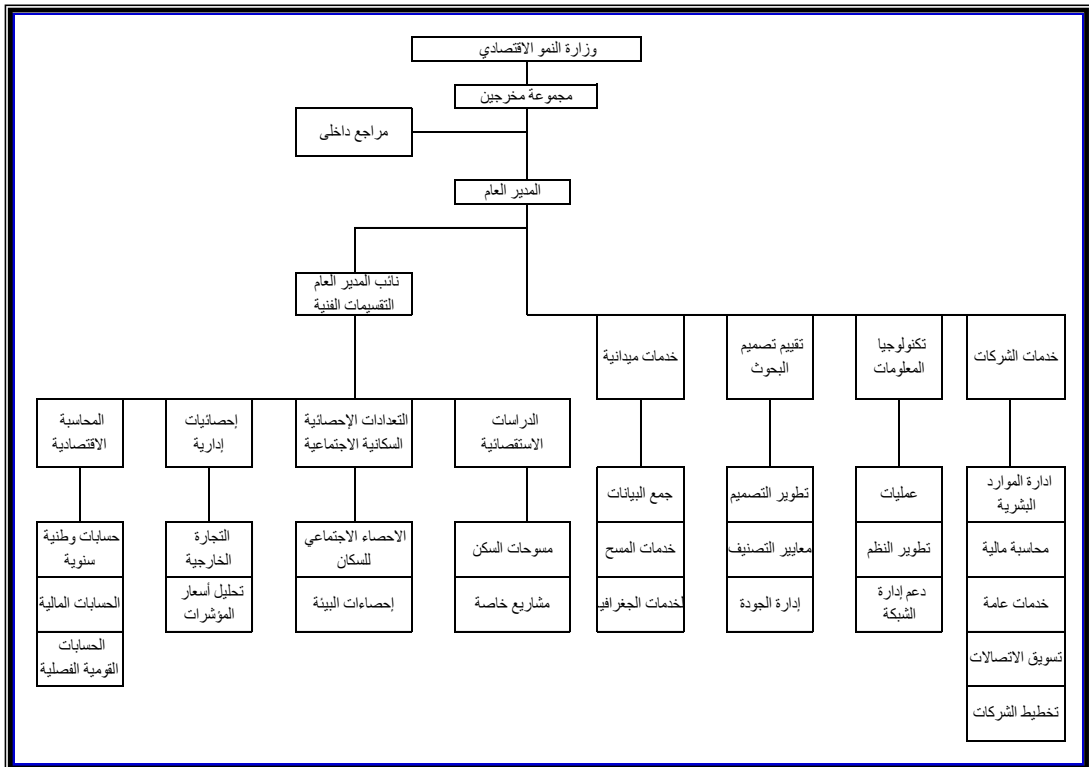 وزارة النمو الاقتصادي
مجموعة مخرجين
مراجع داخلى
المدير العام
نائب المدير العام
التقسيمات الفنية
خدمات الشركات
تكنولوجيا
المعلومات
تقييم تصميم
البحوث
خدمات ميدانية
الدراسات
الاستقصائية
التعدادات الإحصائية
السكانية الاجتماعية
إحصائيات
إدارية
المحاسبة
الاقتصادية
ادارة الموارد
البشرية
محاسبة مالية
خدمات عامة
تسويق الاتصالات
تخطيط الشركات
عمليات
تطوير النظم
دعم إدارة
الشبكة
تطوير التصميم
معايير التصنيف
إدارة الجودة
جمع البيانات
خدمات المسح
لخدمات الجغرافي
مسوحات السكن
مشاريع خاصة
الاحصاء الاجتماعي
للسكان
إحصاءات البيئة
التجارة
الخارجية
تحليل أسعار
المؤشرات
حسابات وطنية
سنوية
الحسابات المالية
الحسابات
القومية الفصلية